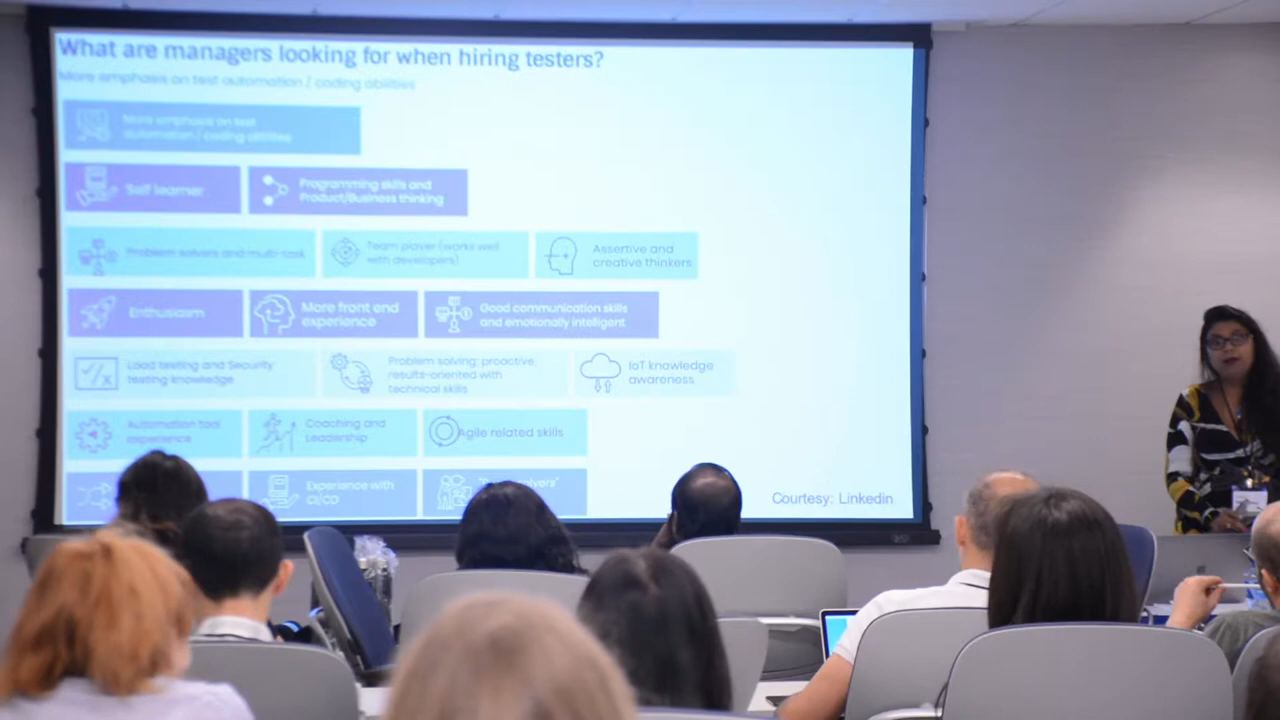 What are managers looking for when hiring testers?
More emphasis on test automation / coding abilities
More emphasis on test
automation / coding abilities
Self learner
Programming skills and
Product/Business thinking
Problem solvers and multi-task
Team player (works well
with developers)
Assertive and
creative thinkers
Enthusiasm
More front end
experience
Good communication skills
and emotionally intelligent
Load testing and Security
testing knowledge
Problem solving; proactive,
results-oriented with
technical skills
IoT knowledge
awareness
Automation tool
experience
Coaching and
Leadership
Agile related skills
Experience with
CI/CD
Courtesy: Linkedin